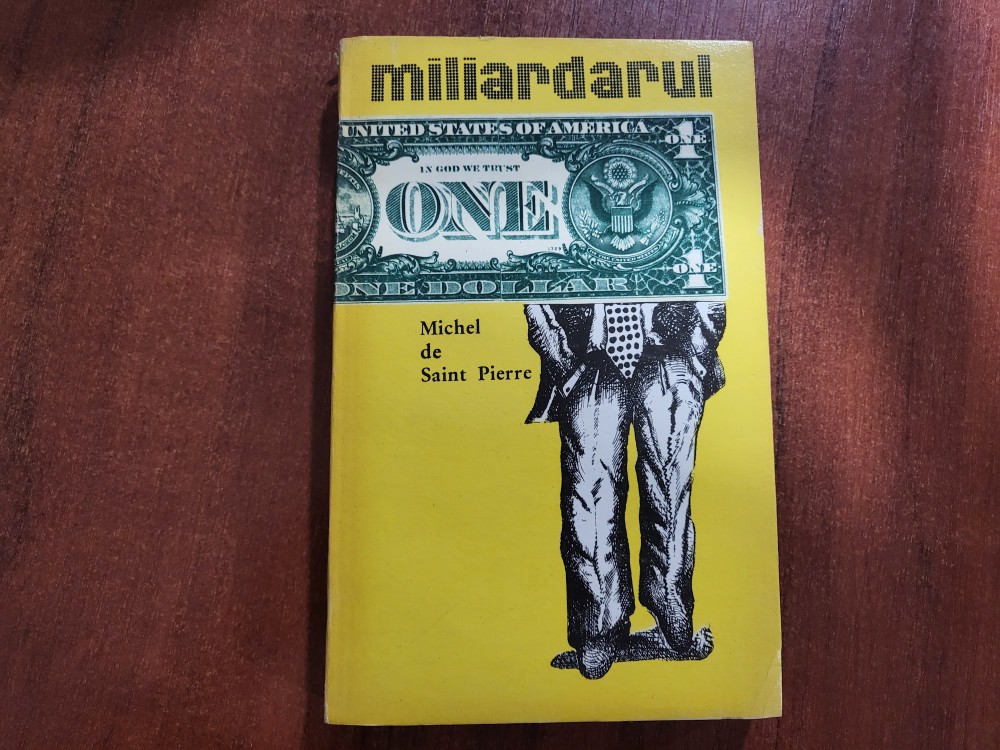 miliardarul
UNITED STATES OF AMERICA
ONE
1
IN GOD WE TRUST
ONE
ONE
1
ONE DOLLAR
Michel
de
Saint Pierre